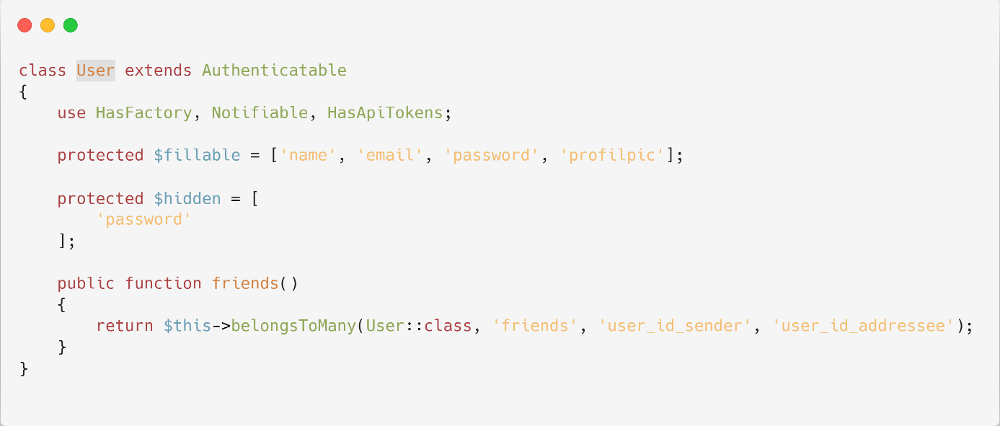 class User extends Authenticatable
{
    use HasFactory, Notifiable, HasApiTokens;

    protected $fillable = ['name', 'email', 'password', 'profilpic'];

    protected $hidden = [
        'password'
    ];

    public function friends()
    {
        return $this->belongsToMany(User::class, 'friends', 'user_id_sender', 'user_id_addressee');
    }
}